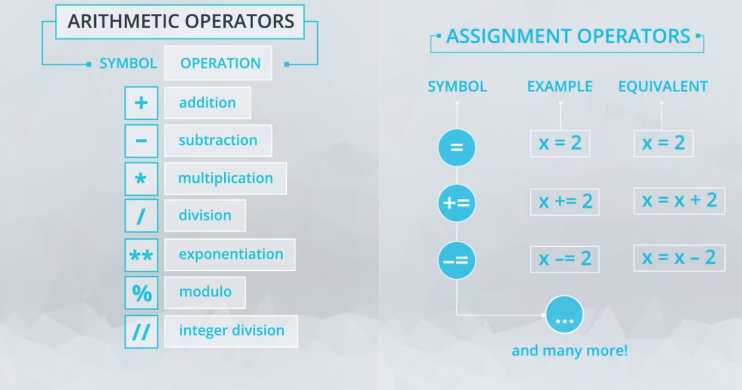 ARITHMETIC OPERATORS
SYMBOL OPERATION
+ addition
− subtraction
* multiplication
/ division
** exponentiation
% modulo
// integer division
ASSIGNMENT OPERATORS
SYMBOL EXAMPLE EQUIVALENT
= x = 2 x = 2
+= x += 2 x = x + 2
−= x −= 2 x = x − 2
...
and many more!